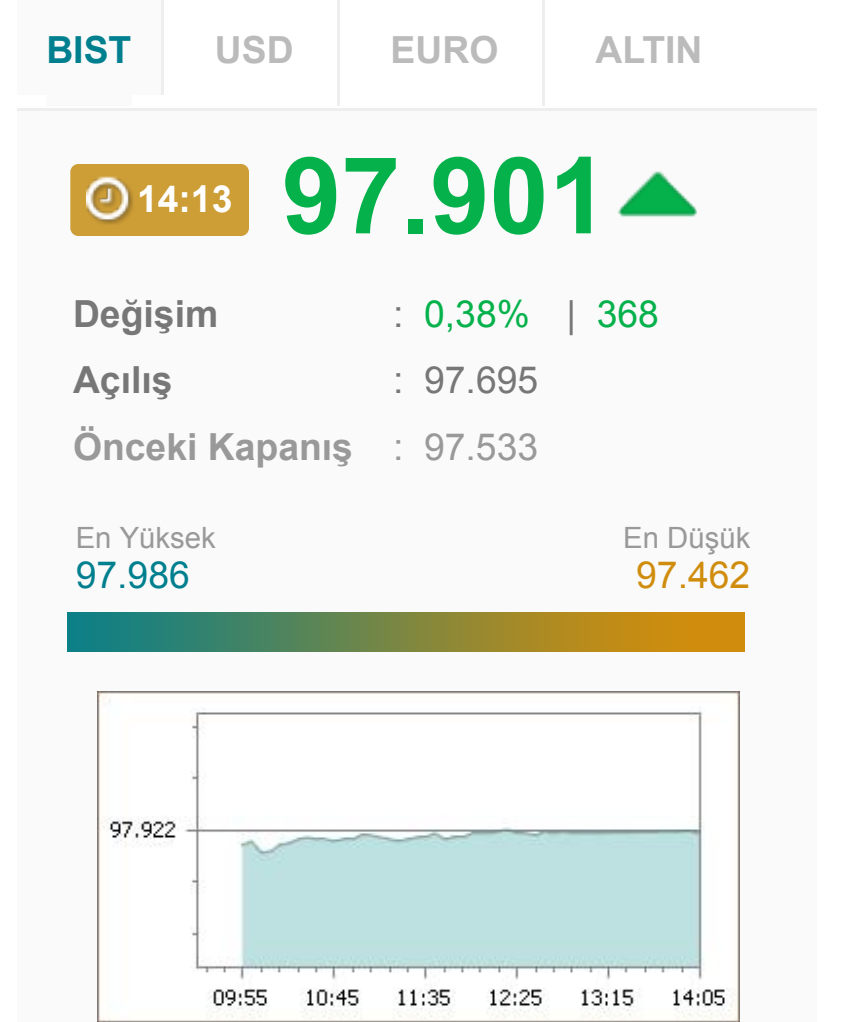 BIST USD EURO ALTIN
14:13 97.901
Değişim : 0,38% | 368
Açılış : 97.695
Önceki Kapanış : 97.533
En Yüksek En Düşük
97.986 97.462
97.922
09:55 10:45 11:35 12:25 13:15 14:05